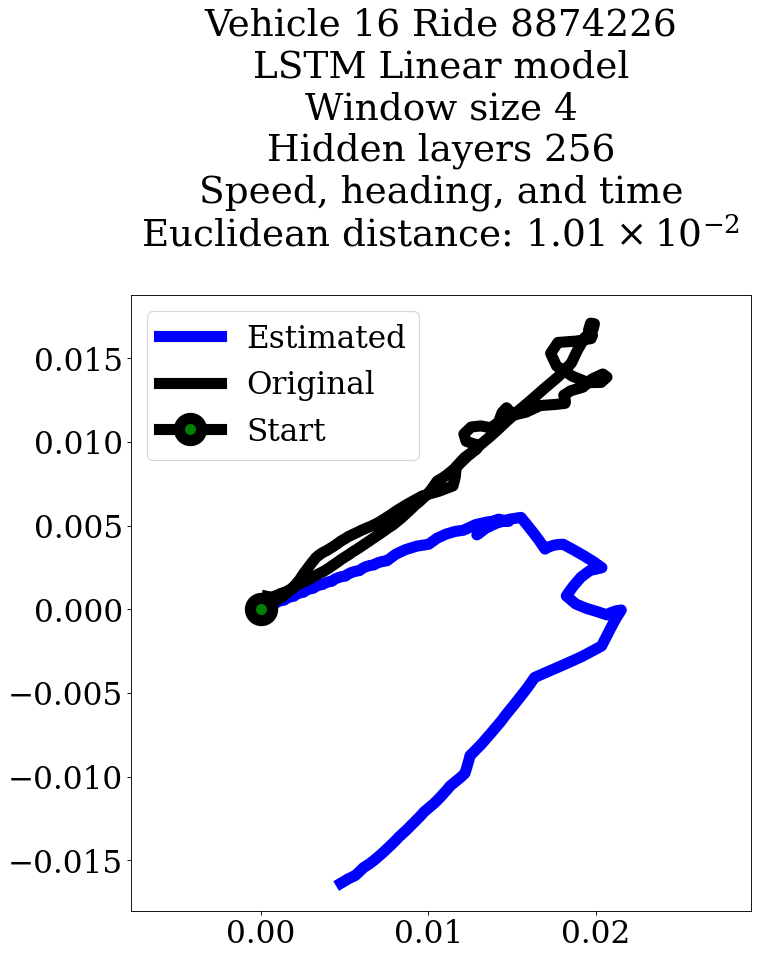 Vehicle 16 Ride 8874226
LSTM Linear model
Window size 4
Hidden layers 256
Speed, heading, and time
Euclidean distance: 1.01 × 10⁻²
Estimated
Original
Start
0.015
0.010
0.005
0.000
−0.005
−0.010
−0.015
0.00 0.01 0.02